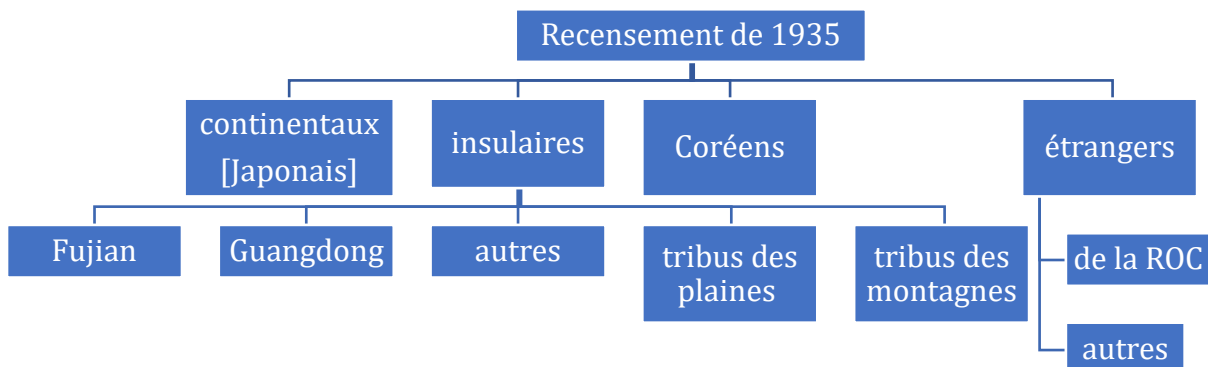 Recensement de 1935
continentaux
[Japonais]
insulaires
Coréens
étrangers
Fujian
Guangdong
autres
tribus des
plaines
tribus des
montagnes
de la ROC
autres